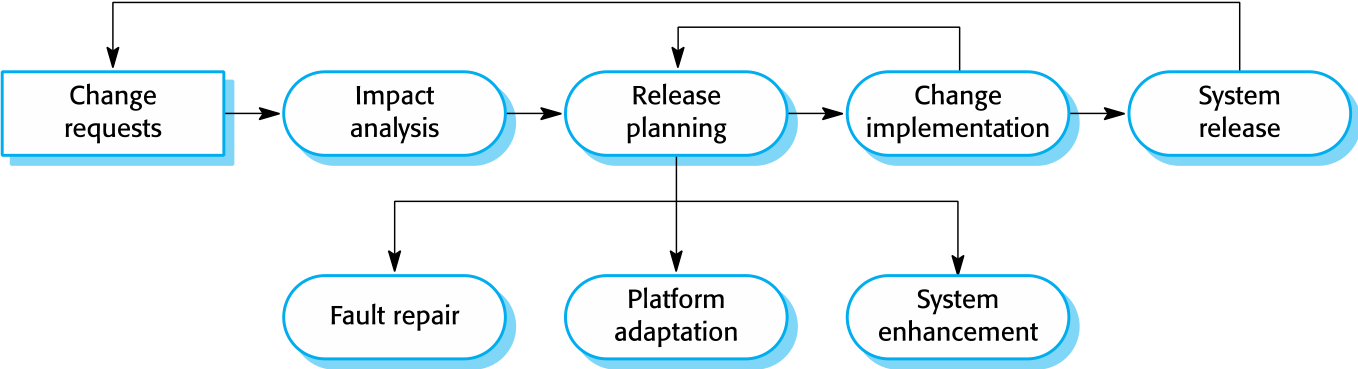 Change
requests
Impact
analysis
Release
planning
Change
implementation
System
release
Fault repair
Platform
adaptation
System
enhancement